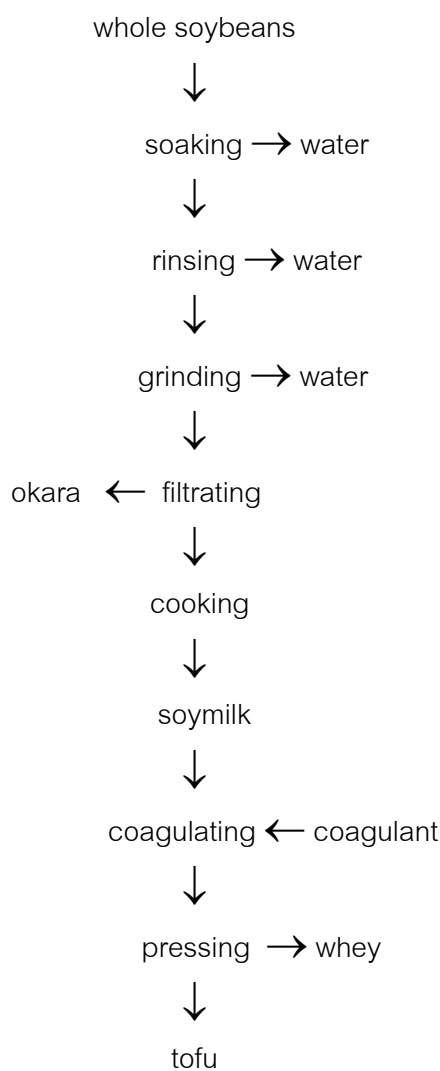 whole soybeans
soaking → water
rinsing → water
grinding → water
okara ← filtrating
cooking
soymilk
coagulating ← coagulant
pressing → whey
tofu